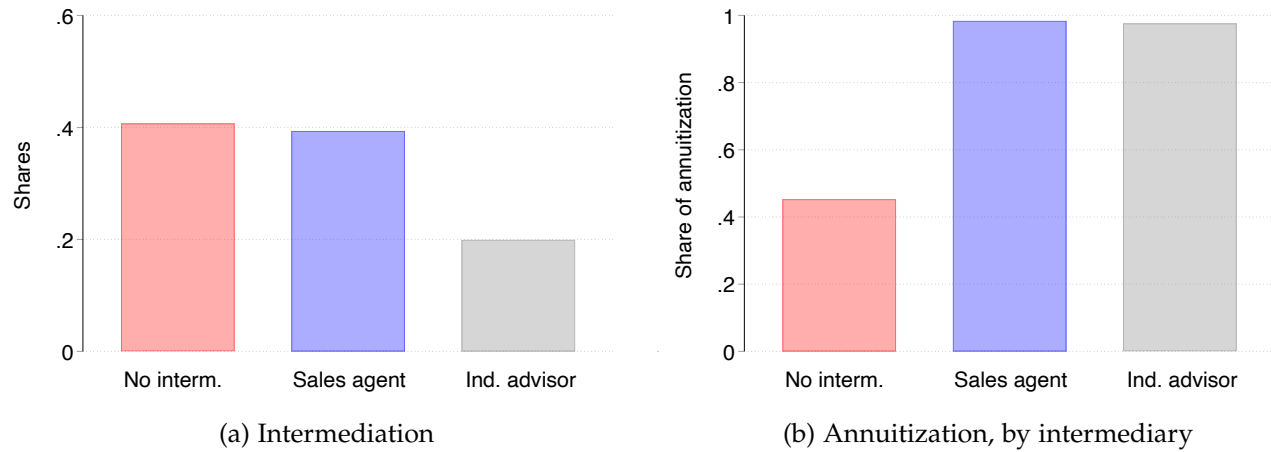 Shares
.6
.4
.2
0
No interm.
Sales agent
Ind. advisor
(a) Intermediation
Share of annuitization
1
.8
.6
.4
.2
0
No interm.
Sales agent
Ind. advisor
(b) Annuitization, by intermediary